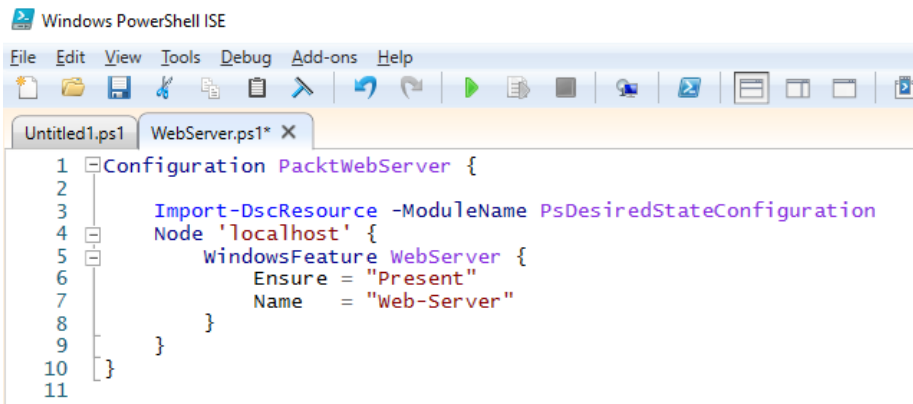 Windows PowerShell ISE
File Edit View Tools Debug Add-ons Help
Untitled1.ps1 WebServer.ps1* X
1 Configuration PacktWebServer {
2
3     Import-DscResource -ModuleName PsDesiredStateConfiguration
4     Node 'localhost' {
5         WindowsFeature WebServer {
6             Ensure = "Present"
7             Name   = "Web-Server"
8         }
9     }
10 }
11